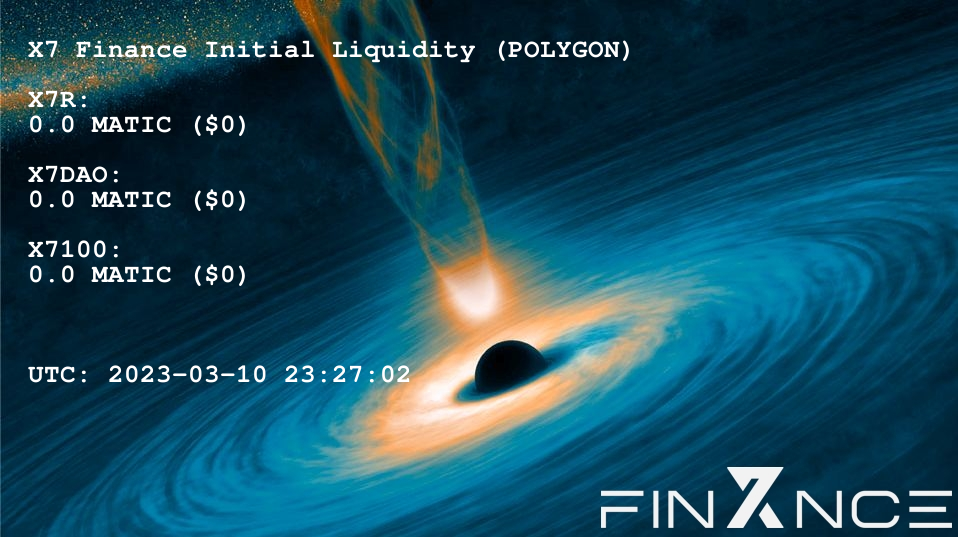 X7 Finance Initial Liquidity (POLYGON)
X7R:
0.0 MATIC ($0)
X7DAO:
0.0 MATIC ($0)
X7100:
0.0 MATIC ($0)
UTC: 2023-03-10 23:27:02
FINANCE